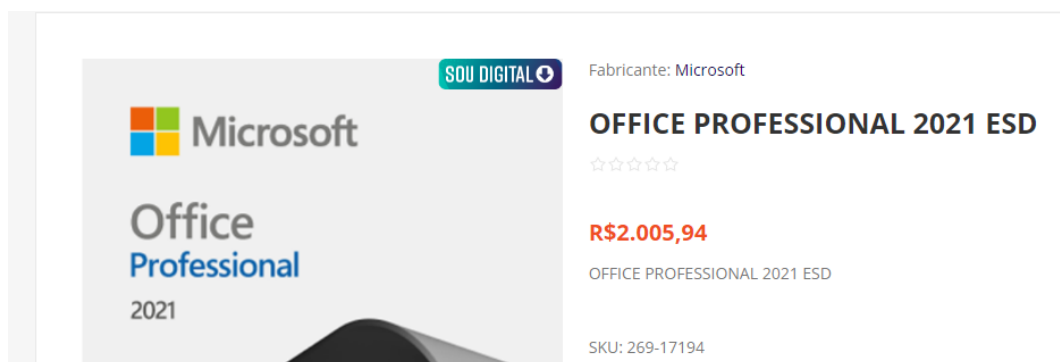 SOU DIGITAL
Microsoft
Office
Professional
2021
Fabricante: Microsoft
OFFICE PROFESSIONAL 2021 ESD
R$2.005,94
OFFICE PROFESSIONAL 2021 ESD
SKU: 269-17194